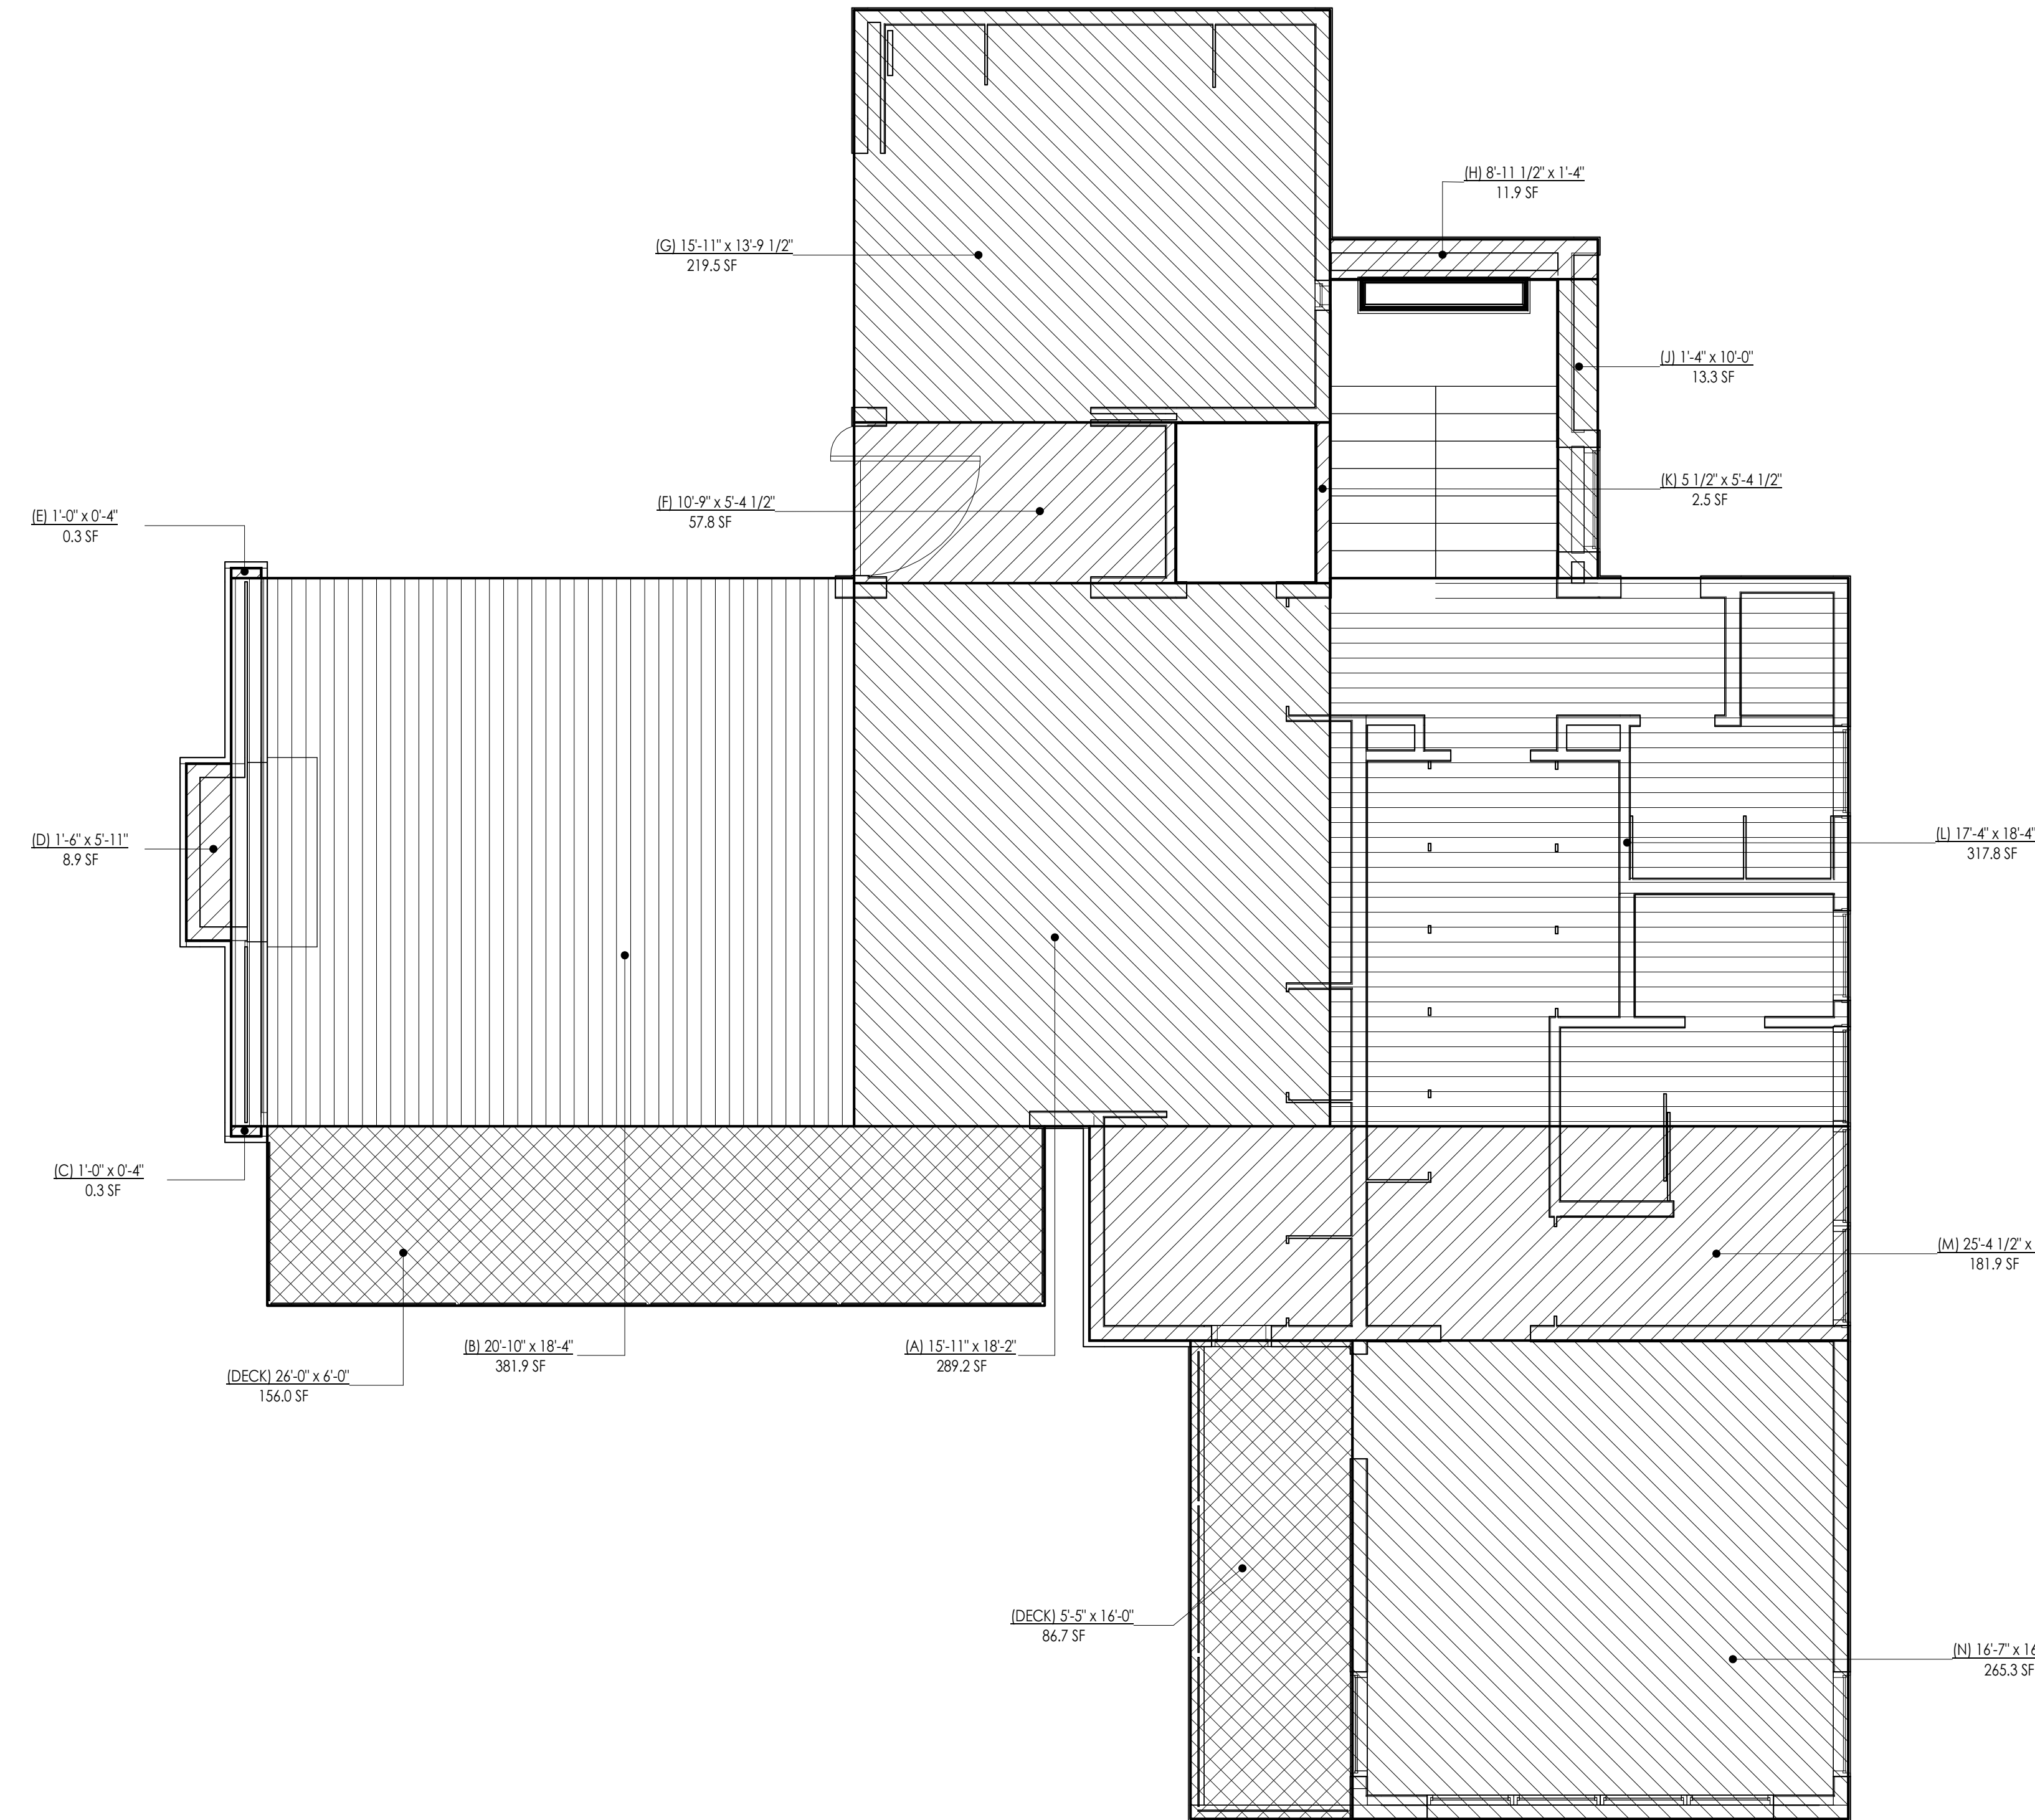 (H) 8'-11 1/2" x 1'-4"
11.9 SF
(G) 15'-11" x 13'-9 1/2"
219.5 SF
(J) 1'-4" x 10'-0"
13.3 SF
(K) 5 1/2" x 5'-4 1/2"
2.5 SF
(F) 10'-9" x 5'-4 1/2"
57.8 SF
(E) 1'-0" x 0'-4"
0.3 SF
(D) 1'-6" x 5'-11"
8.9 SF
(L) 17'-4" x 18'-4"
317.8 SF
(C) 1'-0" x 0'-4"
0.3 SF
(M) 25'-4 1/2" x
181.9 SF
(B) 20'-10" x 18'-4"
381.9 SF
(A) 15'-11" x 18'-2"
289.2 SF
(DECK) 26'-0" x 6'-0"
156.0 SF
(DECK) 5'-5" x 16'-0"
86.7 SF
(N) 16'-7" x 16
265.3 SF